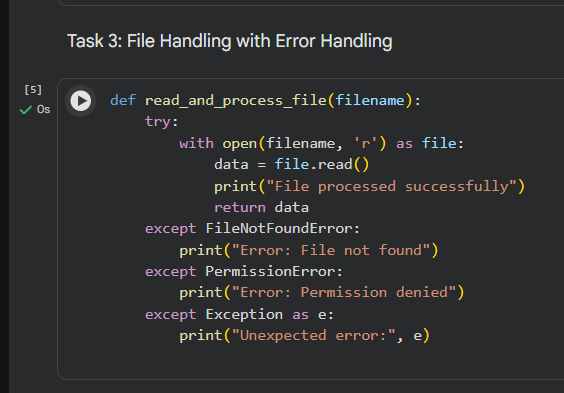 Task 3: File Handling with Error Handling
[5]
0s
def read_and_process_file(filename):
    try:
        with open(filename, 'r') as file:
            data = file.read()
            print("File processed successfully")
            return data
    except FileNotFoundError:
        print("Error: File not found")
    except PermissionError:
        print("Error: Permission denied")
    except Exception as e:
        print("Unexpected error:", e)